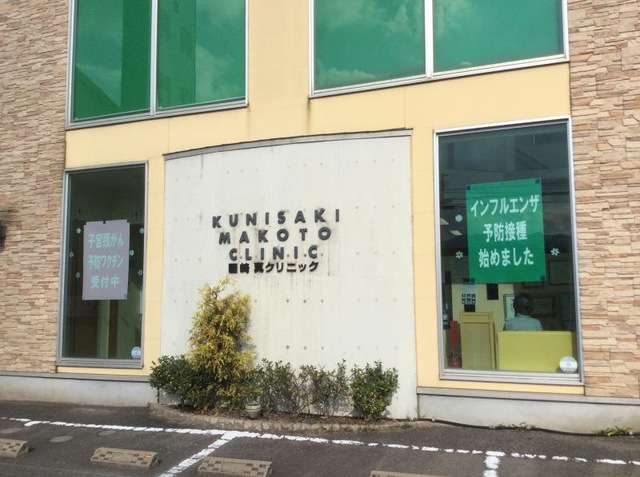 KUNISAKI
MAKOTO
CLINIC
國崎 真クリニック
子宮頸がん
予防ワクチン
受付中
インフルエンザ
予防接種
始めました